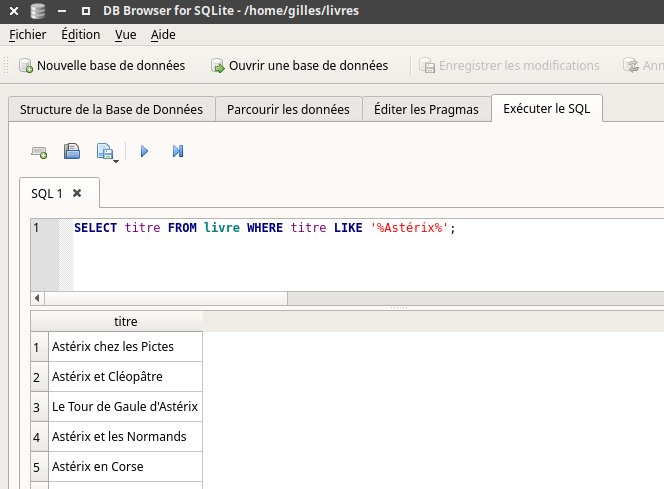 DB Browser for SQLite - /home/gilles/livres
Fichier Édition Vue Aide
Nouvelle base de données Ouvrir une base de données Enregistrer les modifications Ann
Structure de la Base de Données Parcourir les données Éditer les Pragmas Exécuter le SQL
SQL 1
1 SELECT titre FROM livre WHERE titre LIKE '%Astérix%';
titre
1 Astérix chez les Pictes
2 Astérix et Cléopâtre
3 Le Tour de Gaule d'Astérix
4 Astérix et les Normands
5 Astérix en Corse